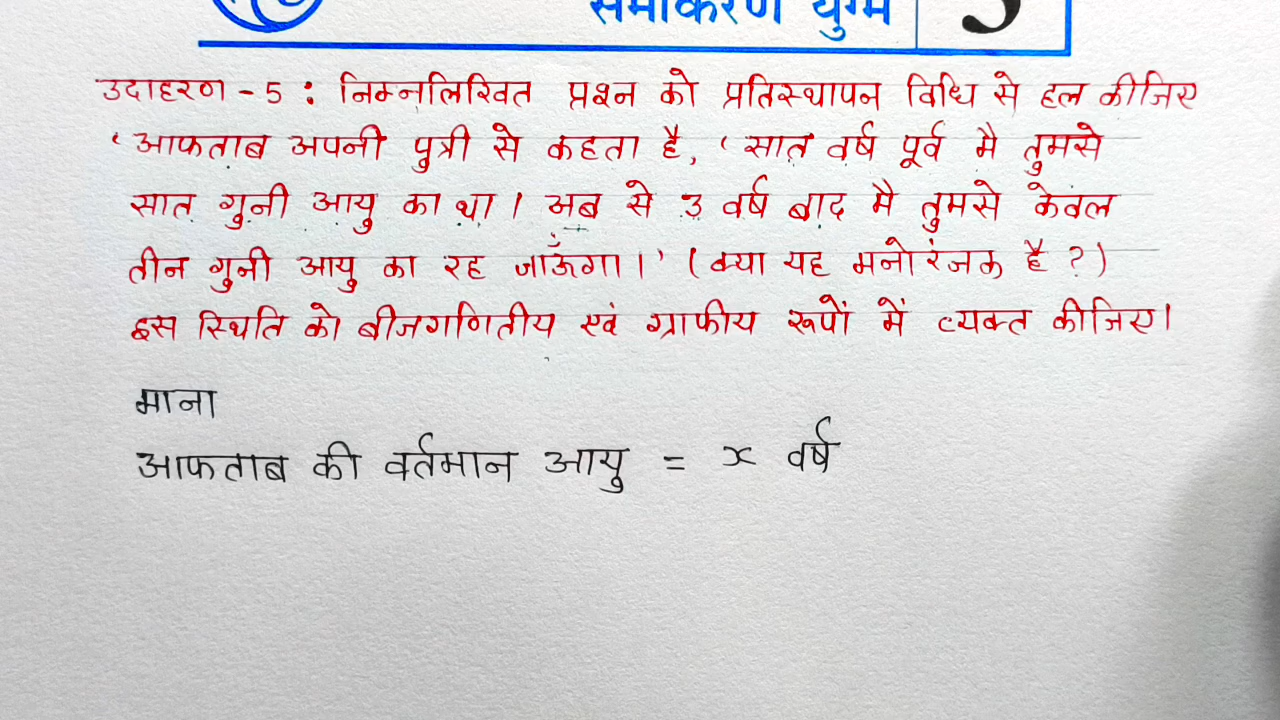 समीकरण युग्म 3
उदाहरण - 5 : निम्नलिखित प्रश्न को प्रतिस्थापन विधि से हल कीजिए
'आफताब अपनी पुत्री से कहता है, 'सात वर्ष पूर्व मै तुमसे
सात गुनी आयु का था । अब से 3 वर्ष बाद मै तुमसे केवल
तीन गुनी आयु का रह जाऊँगा।' (क्या यह मनोरंजक है ?)
इस स्थिति को बीजगणितीय एवं ग्राफीय रूपों में व्यक्त कीजिए।
माना
आफताब की वर्तमान आयु = x वर्ष